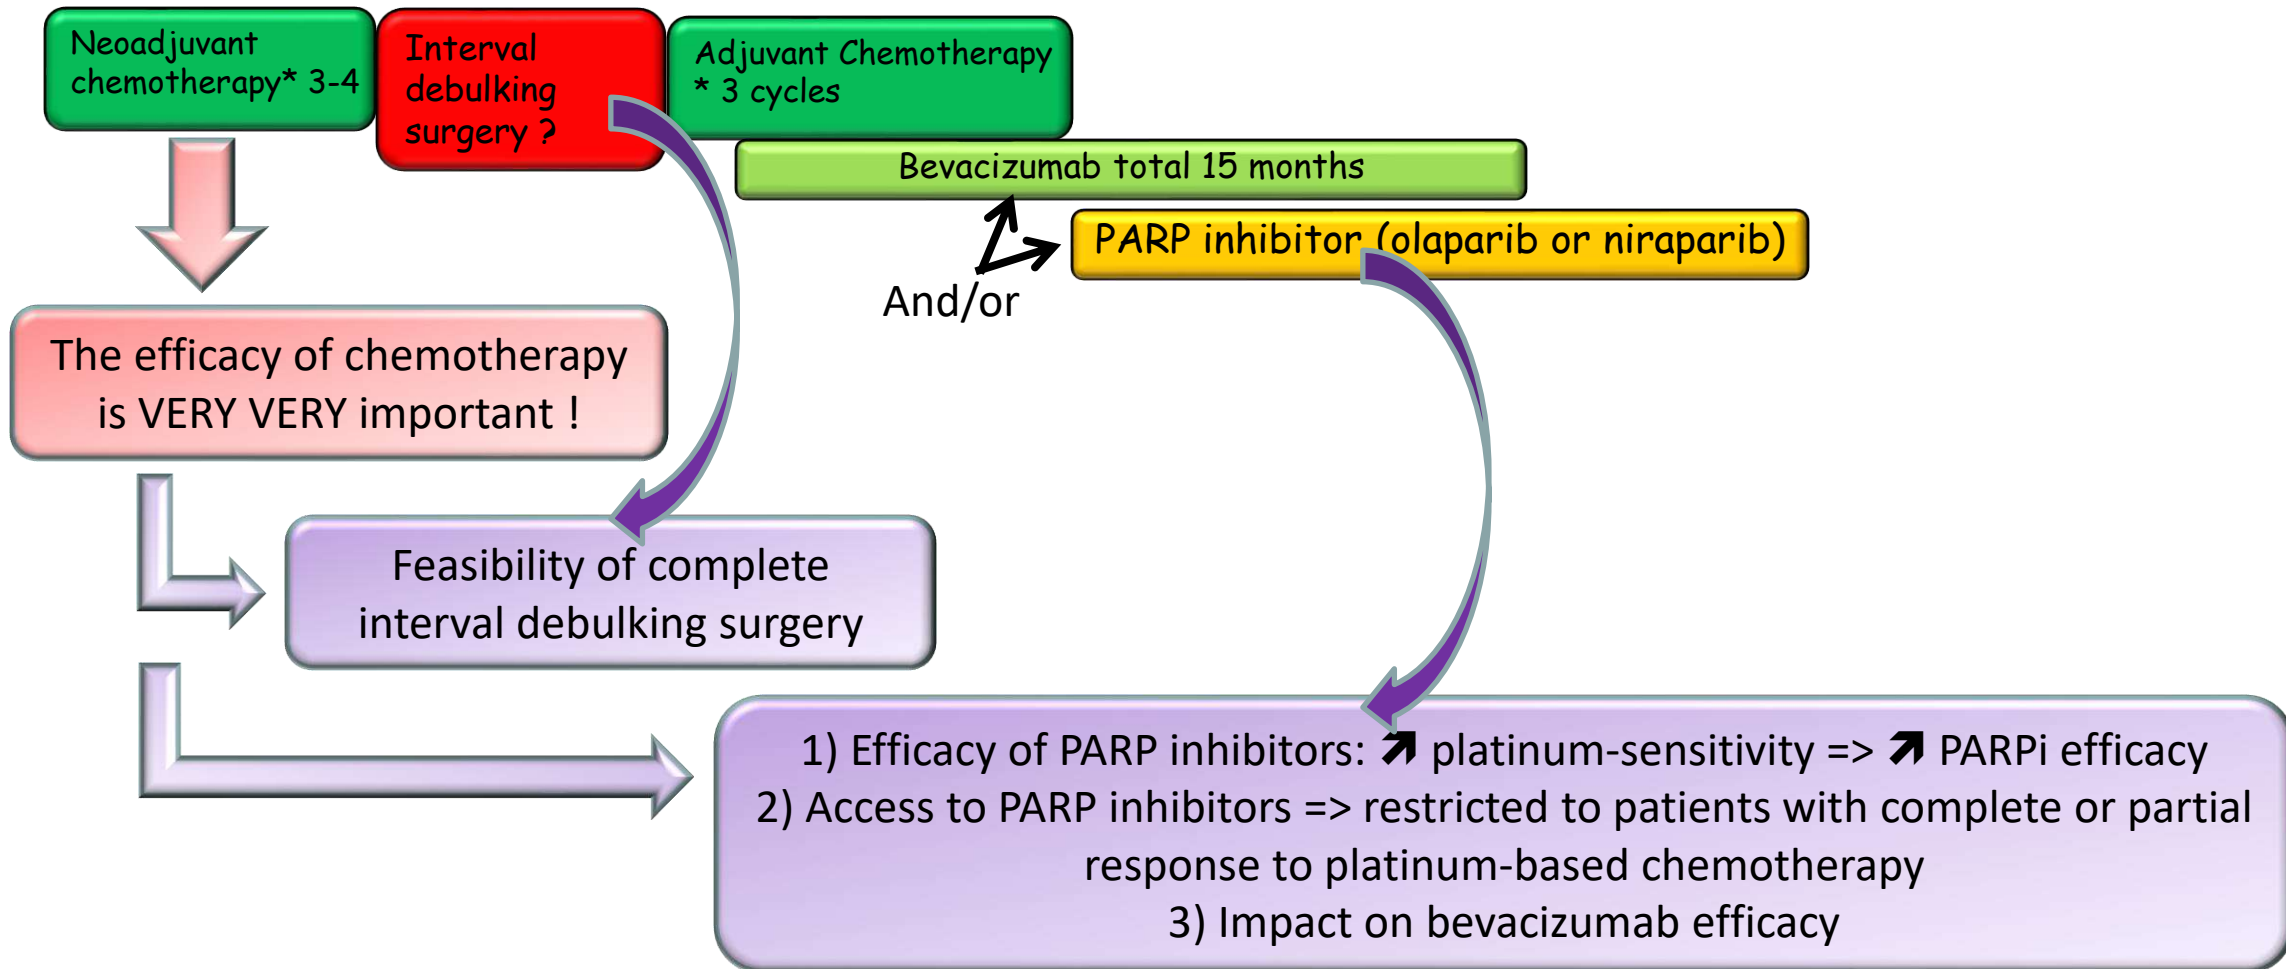 Neoadjuvant
chemotherapy* 3-4
Interval
debulking
surgery ?
Adjuvant Chemotherapy
* 3 cycles
Bevacizumab total 15 months
PARP inhibitor (olaparib or niraparib)
And/or
The efficacy of chemotherapy
is VERY VERY important !
Feasibility of complete
interval debulking surgery
1) Efficacy of PARP inhibitors: ↗ platinum-sensitivity => ↗ PARPi efficacy
2) Access to PARP inhibitors => restricted to patients with complete or partial
response to platinum-based chemotherapy
3) Impact on bevacizumab efficacy